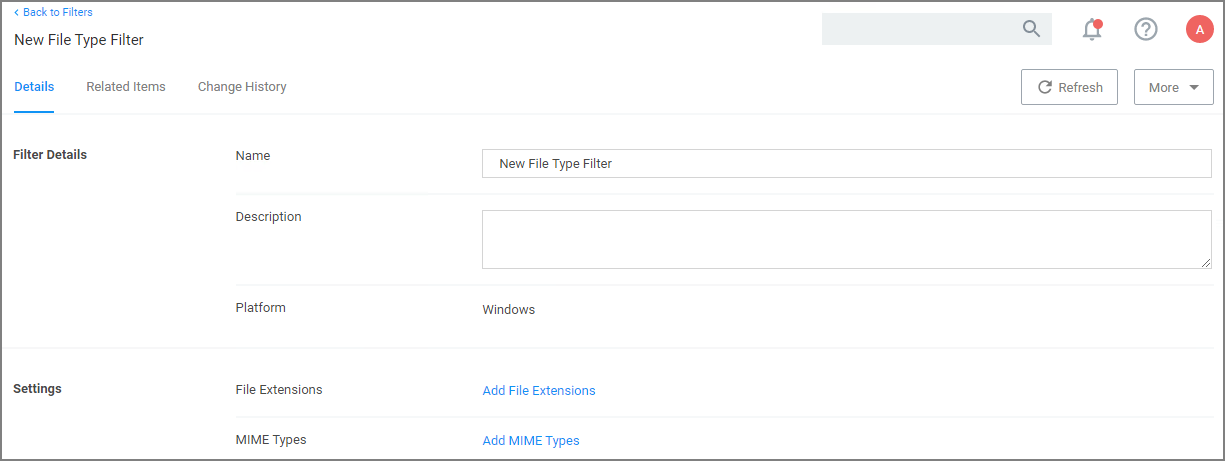 Back to Filters
New File Type Filter
A
Details Related Items Change History Refresh More
Filter Details Name New File Type Filter
Description
Platform Windows
Settings File Extensions Add File Extensions
MIME Types Add MIME Types